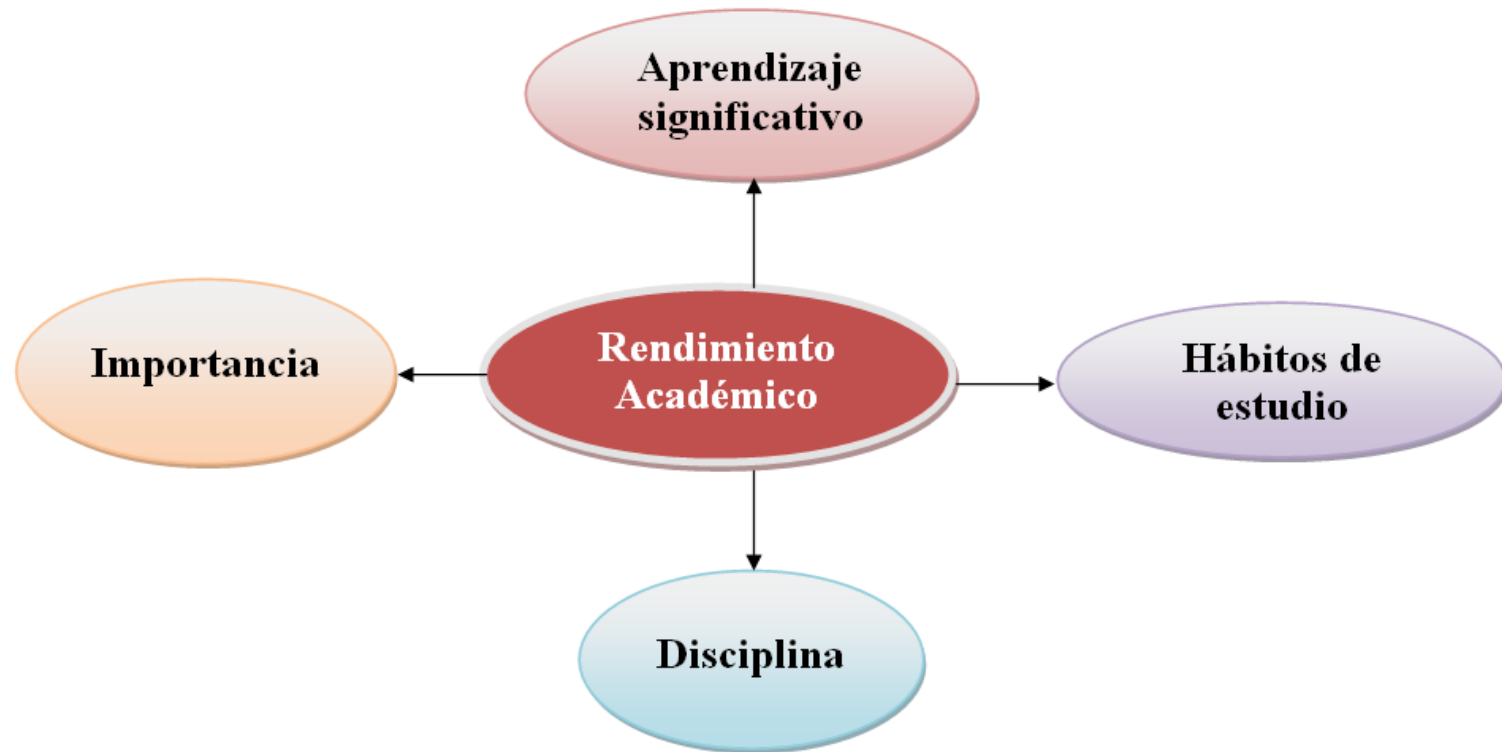 Aprendizaje
significativo
Importancia
Rendimiento
Académico
Hábitos de
estudio
Disciplina